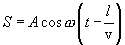 S = A cos ω ( t − l / v )